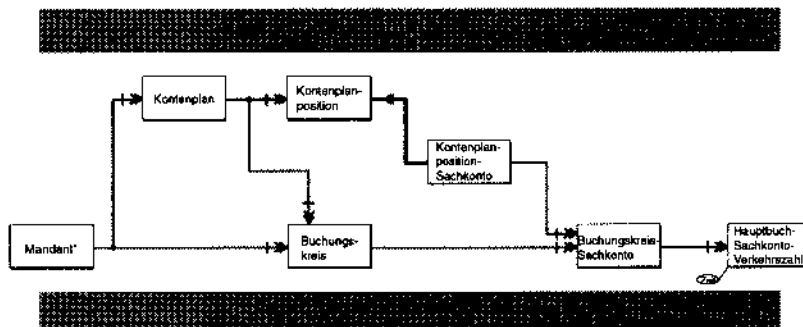 Kontenplan
Kontenplan-
position
Kontenplan-
position-
Sachkonto
Mandant*
Buchungs-
kreis
Buchungskreis-
Sachkonto
Hauptbuch-
Sachkonto-
Verkehrszahl